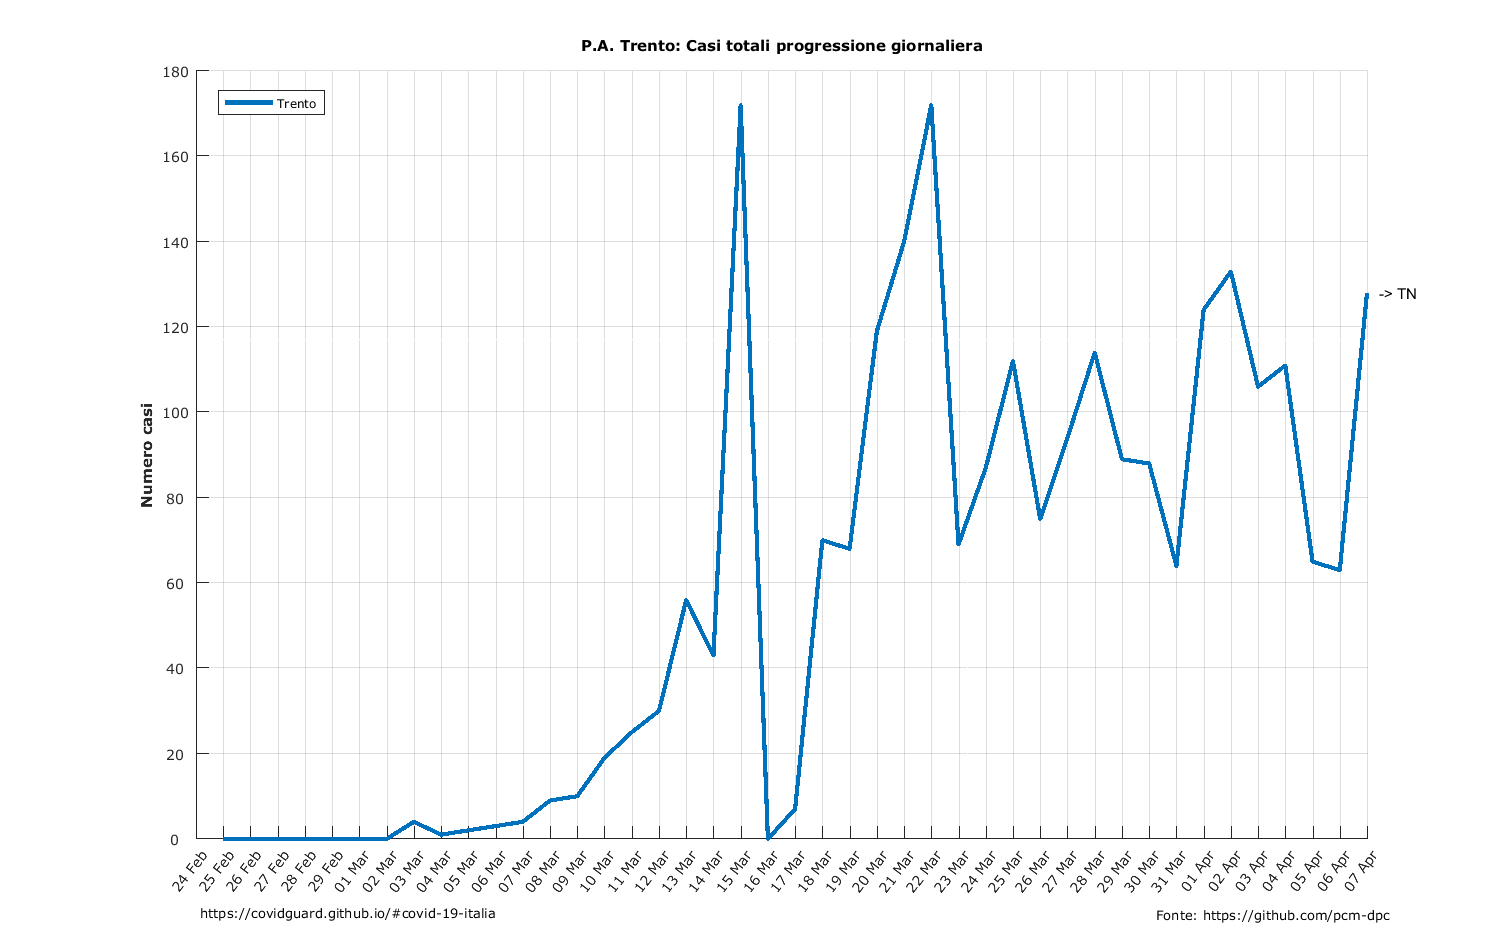 P.A. Trento: Casi totali progressione giornaliera
Trento
Numero casi
180
160
140
120
100
80
60
40
20
0
-> TN
24 Feb
25 Feb
26 Feb
27 Feb
28 Feb
29 Feb
01 Mar
02 Mar
03 Mar
04 Mar
05 Mar
06 Mar
07 Mar
08 Mar
09 Mar
10 Mar
11 Mar
12 Mar
13 Mar
14 Mar
15 Mar
16 Mar
17 Mar
18 Mar
19 Mar
20 Mar
21 Mar
22 Mar
23 Mar
24 Mar
25 Mar
26 Mar
27 Mar
28 Mar
29 Mar
30 Mar
31 Mar
01 Apr
02 Apr
03 Apr
04 Apr
05 Apr
06 Apr
07 Apr
https://covidguard.github.io/#covid-19-italia
Fonte: https://github.com/pcm-dpc